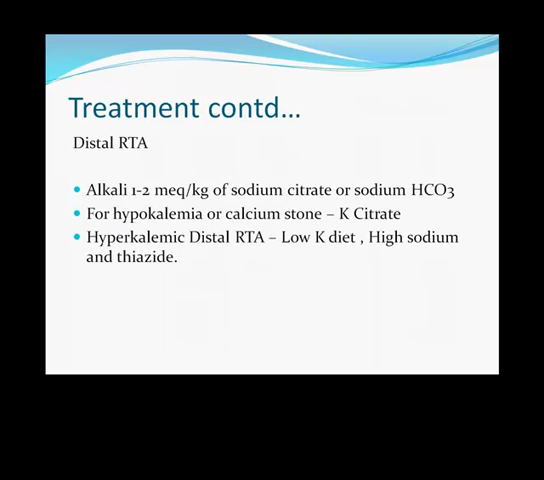 Treatment contd...
Distal RTA
Alkali 1-2 meq/kg of sodium citrate or sodium HCO3
For hypokalemia or calcium stone – K Citrate
Hyperkalemic Distal RTA – Low K diet , High sodium
and thiazide.